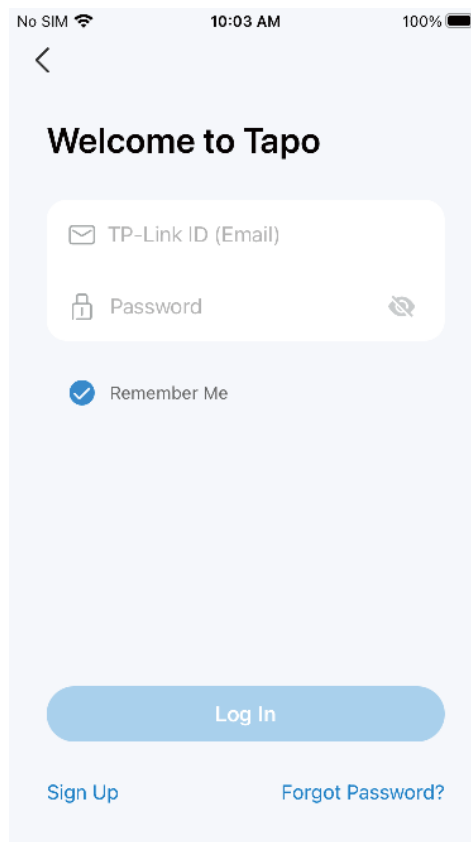 No SIM 10:03 AM 100%
Welcome to Tapo
TP-Link ID (Email)
Password
Remember Me
Log In
Sign Up Forgot Password?